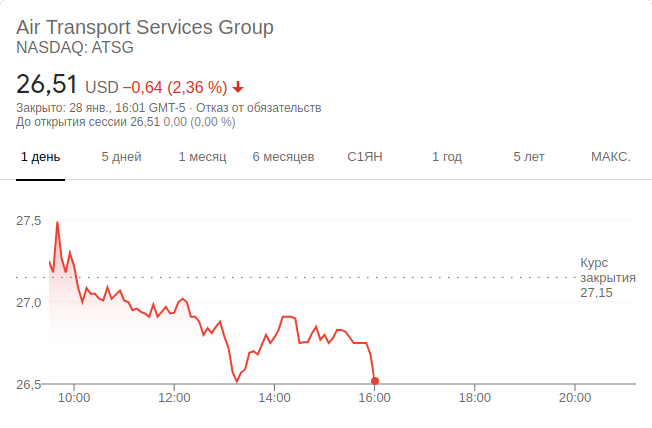 Air Transport Services Group
NASDAQ: ATSG
26,51 USD −0,64 (2,36 %)
Закрыто: 28 янв., 16:01 GMT-5 · Отказ от обязательств
До открытия сессии 26,51 0,00 (0,00 %)
1 день 5 дней 1 месяц 6 месяцев С1ЯН 1 год 5 лет МАКС.
27,5
Курс
закрытия
27,15
27,0
26,5
10:00 12:00 14:00 16:00 18:00 20:00